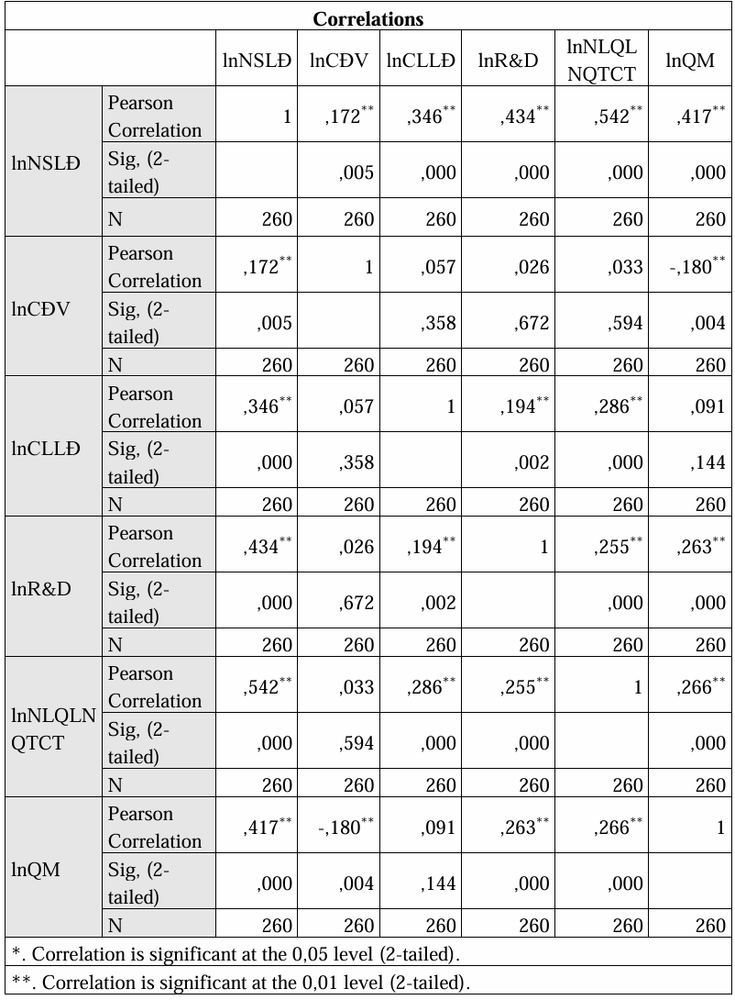 Correlations
lnNSLĐ lnCĐV lnCLLĐ lnR&D lnNLQL NQTCT lnQM
lnNSLĐ
Pearson Correlation 1 ,172** ,346** ,434** ,542** ,417**
Sig, (2-tailed) ,005 ,000 ,000 ,000 ,000
N 260 260 260 260 260 260
lnCĐV
Pearson Correlation ,172** 1 ,057 ,026 ,033 -,180**
Sig, (2-tailed) ,005 ,358 ,672 ,594 ,004
N 260 260 260 260 260 260
lnCLLĐ
Pearson Correlation ,346** ,057 1 ,194** ,286** ,091
Sig, (2-tailed) ,000 ,358 ,002 ,000 ,144
N 260 260 260 260 260 260
lnR&D
Pearson Correlation ,434** ,026 ,194** 1 ,255** ,263**
Sig, (2-tailed) ,000 ,672 ,002 ,000 ,000
N 260 260 260 260 260 260
lnNLQLN QTCT
Pearson Correlation ,542** ,033 ,286** ,255** 1 ,266**
Sig, (2-tailed) ,000 ,594 ,000 ,000 ,000
N 260 260 260 260 260 260
lnQM
Pearson Correlation ,417** -,180** ,091 ,263** ,266** 1
Sig, (2-tailed) ,000 ,004 ,144 ,000 ,000
N 260 260 260 260 260 260
*. Correlation is significant at the 0,05 level (2-tailed).
**. Correlation is significant at the 0,01 level (2-tailed).